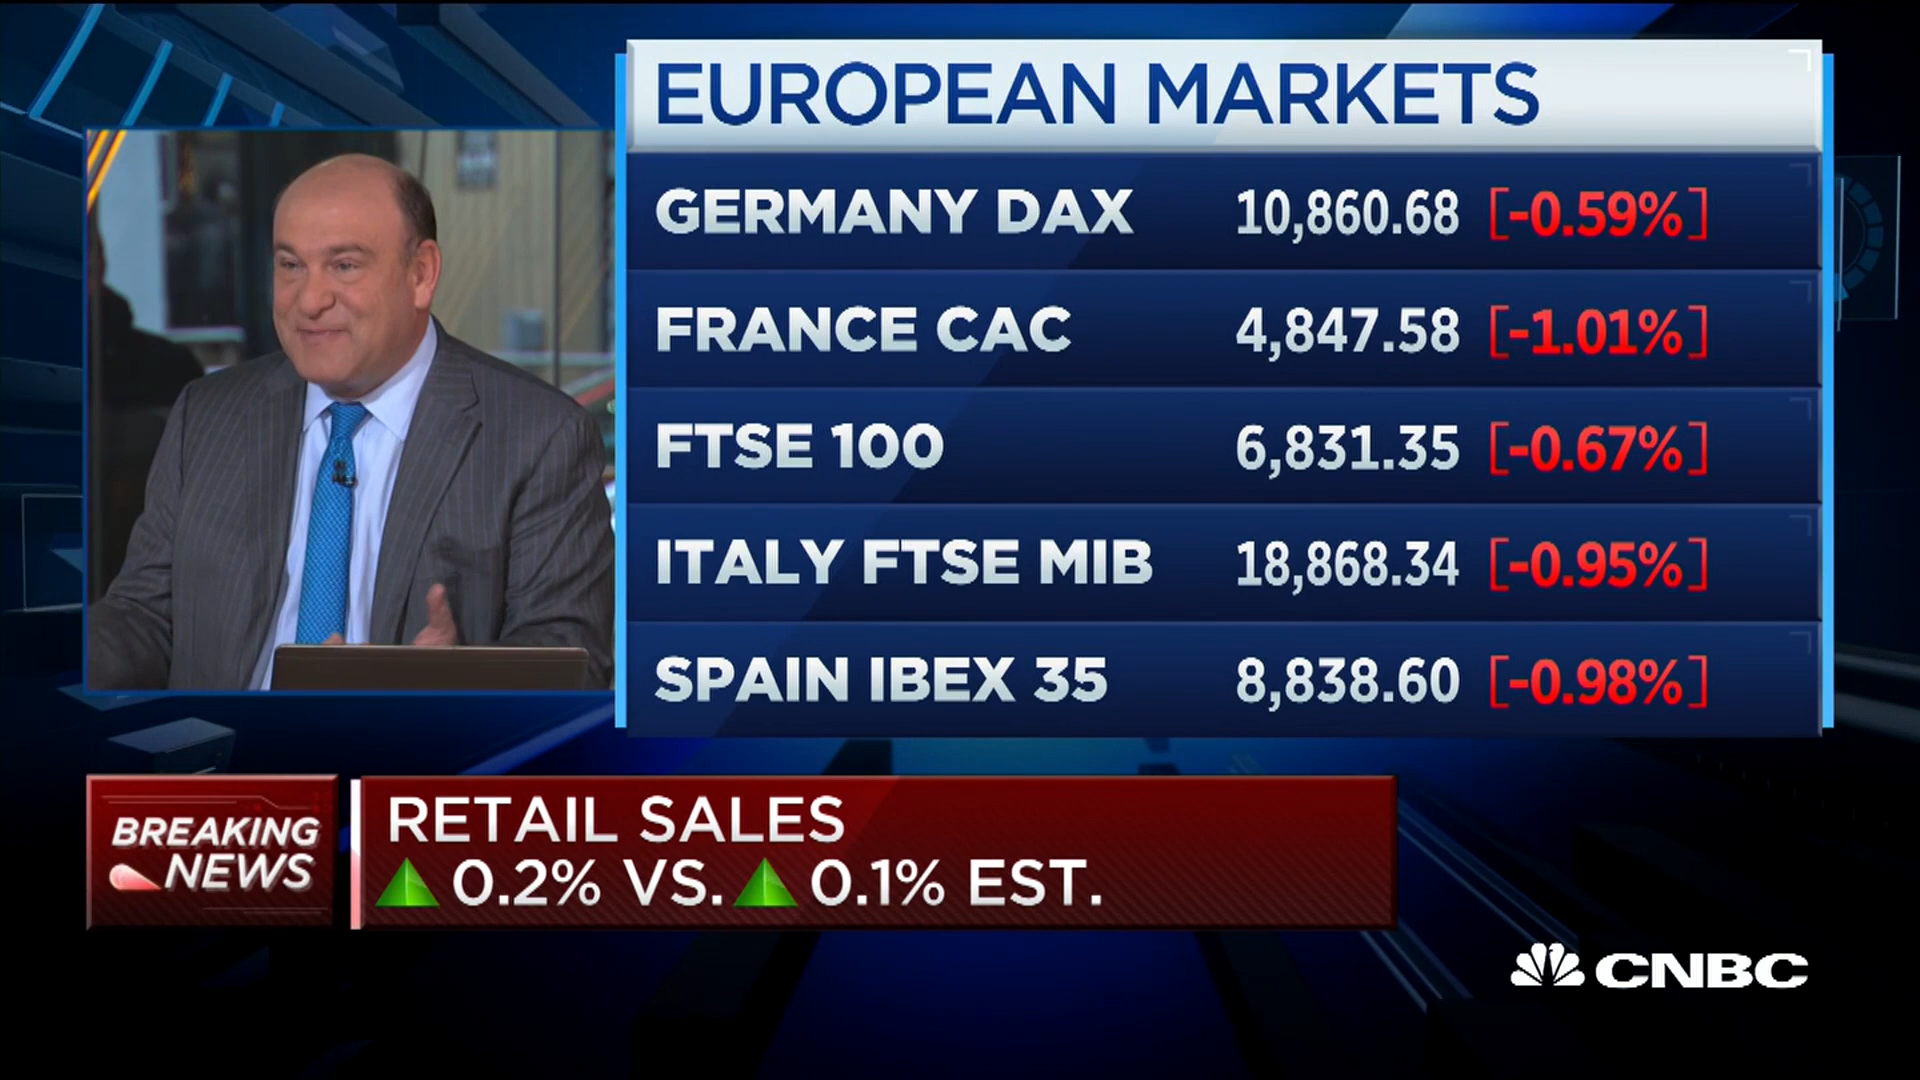 EUROPEAN MARKETS
GERMANY DAX 10,860.68 [-0.59%]
FRANCE CAC 4,847.58 [-1.01%]
FTSE 100 6,831.35 [-0.67%]
ITALY FTSE MIB 18,868.34 [-0.95%]
SPAIN IBEX 35 8,838.60 [-0.98%]
BREAKING NEWS
RETAIL SALES
▲ 0.2% VS. ▲ 0.1% EST.
CNBC